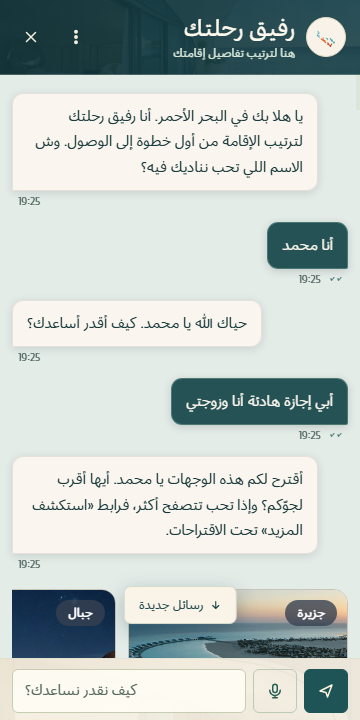 رفيق رحلتك
هنا لترتيب تفاصيل إقامتك
يا هلا بك في البحر الأحمر. أنا رفيق رحلتك
لترتيب الإقامة من أول خطوة إلى الوصول. وش
الاسم اللي تحب نناديك فيه؟
19:25
أنا محمد
19:25
حياك الله يا محمد. كيف أقدر أساعدك؟
19:25
أبي إجازة هادئة أنا وزوجتي
19:25
أقترح لكم هذه الوجهات يا محمد. أيها أقرب
لجوّكم؟ وإذا تحب تتصفح أكثر، فرابط «استكشف
المزيد» تحت الاقتراحات.
19:25
جزيرة
جبال
رسائل جديدة
كيف نقدر نساعدك؟